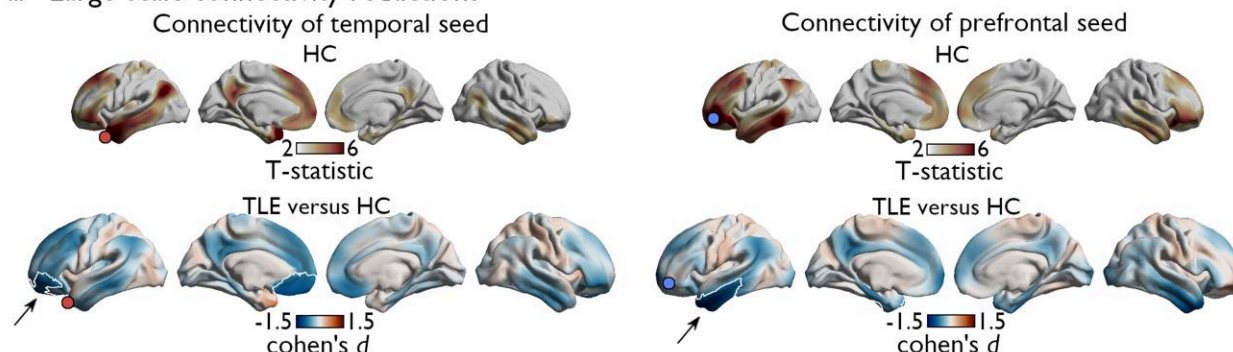 Connectivity of temporal seed
HC
2 6
T-statistic
TLE versus HC
-1.5 1.5
cohen's d
Connectivity of prefrontal seed
HC
2 6
T-statistic
TLE versus HC
-1.5 1.5
cohen's d